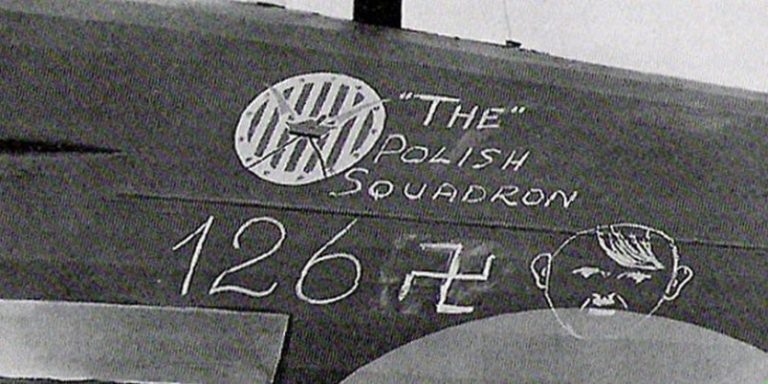 "THE"
POLISH
SQUADRON
126